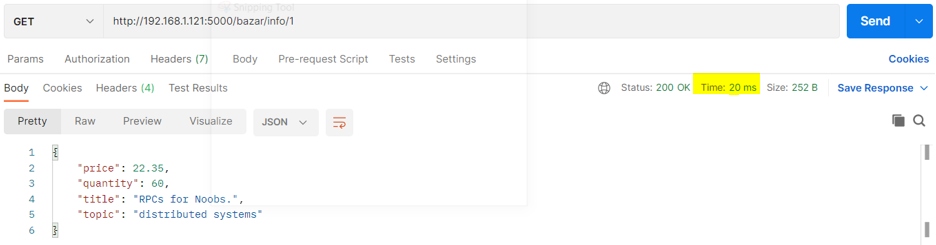 Snipping Tool
GET http://192.168.1.121:5000/bazar/info/1 Send
Params Authorization Headers (7) Body Pre-request Script Tests Settings Cookies
Body Cookies Headers (4) Test Results Status: 200 OK Time: 20 ms Size: 252 B Save Response
Pretty Raw Preview Visualize JSON
1 {
2 "price": 22.35,
3 "quantity": 60,
4 "title": "RPCs for Noobs.",
5 "topic": "distributed systems"
6 }